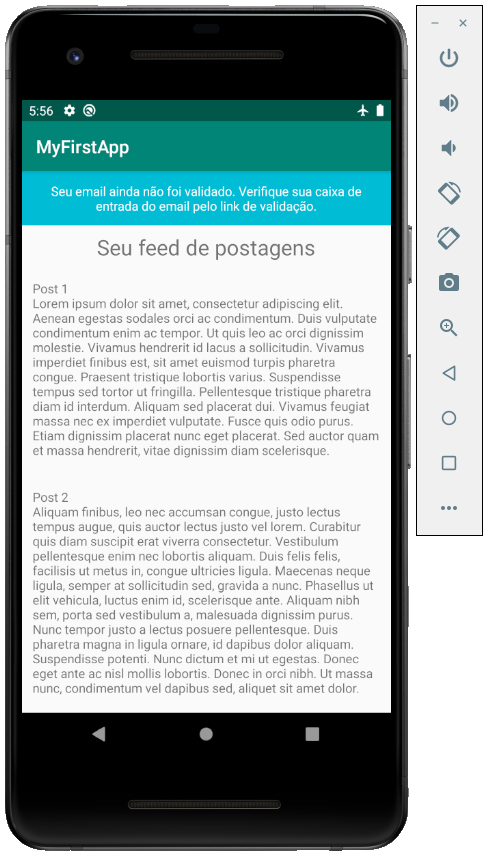 5:56
MyFirstApp
Seu email ainda não foi validado. Verifique sua caixa de
entrada do email pelo link de validação.
Seu feed de postagens
Post 1
Lorem ipsum dolor sit amet, consectetur adipiscing elit.
Aenean egestas sodales orci ac condimentum. Duis vulputate
condimentum enim ac tempor. Ut quis leo ac orci dignissim
molestie. Vivamus hendrerit id lacus a sollicitudin. Vivamus
imperdiet finibus est, sit amet euismod turpis pharetra
congue. Praesent tristique lobortis varius. Suspendisse
tempus sed tortor ut fringilla. Pellentesque tristique pharetra
diam id interdum. Aliquam sed placerat dui. Vivamus feugiat
massa nec ex imperdiet vulputate. Fusce quis odio purus.
Etiam dignissim placerat nunc eget placerat. Sed auctor quam
et massa hendrerit, vitae dignissim diam scelerisque.
Post 2
Aliquam finibus, leo nec accumsan congue, justo lectus
tempus augue, quis auctor lectus justo vel lorem. Curabitur
quis diam suscipit erat viverra consectetur. Vestibulum
pellentesque enim nec lobortis aliquam. Duis felis felis,
facilisis ut metus in, congue ultricies ligula. Maecenas neque
ligula, semper at sollicitudin sed, gravida a nunc. Phasellus ut
elit vehicula, luctus enim id, scelerisque ante. Aliquam nibh
sem, porta sed vestibulum a, malesuada dignissim purus.
Nunc tempor justo a lectus posuere pellentesque. Duis
pharetra magna in ligula ornare, id dapibus dolor aliquam.
Suspendisse potenti. Nunc dictum et mi ut egestas. Donec
eget ante ac nisl mollis lobortis. Donec in orci nibh. Ut massa
nunc, condimentum vel dapibus sed, aliquet sit amet dolor.